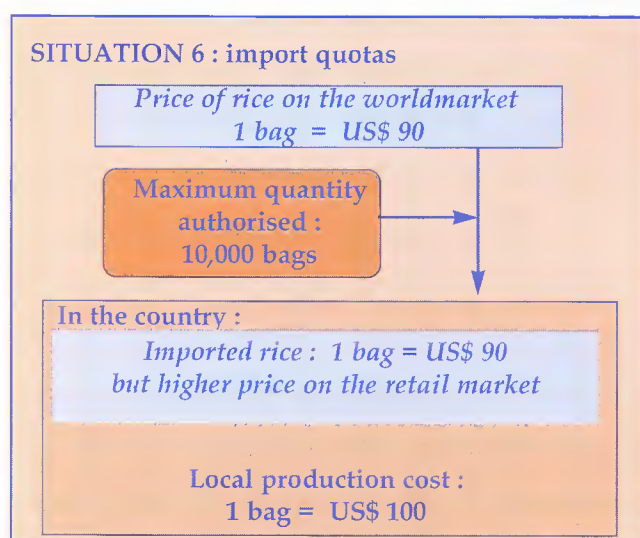 SITUATION 6 : import quotas
Price of rice on the worldmarket
1 bag = US$ 90
Maximum quantity
authorised :
10,000 bags
In the country :
Imported rice : 1 bag = US$ 90
but higher price on the retail market
Local production cost :
1 bag = US$ 100